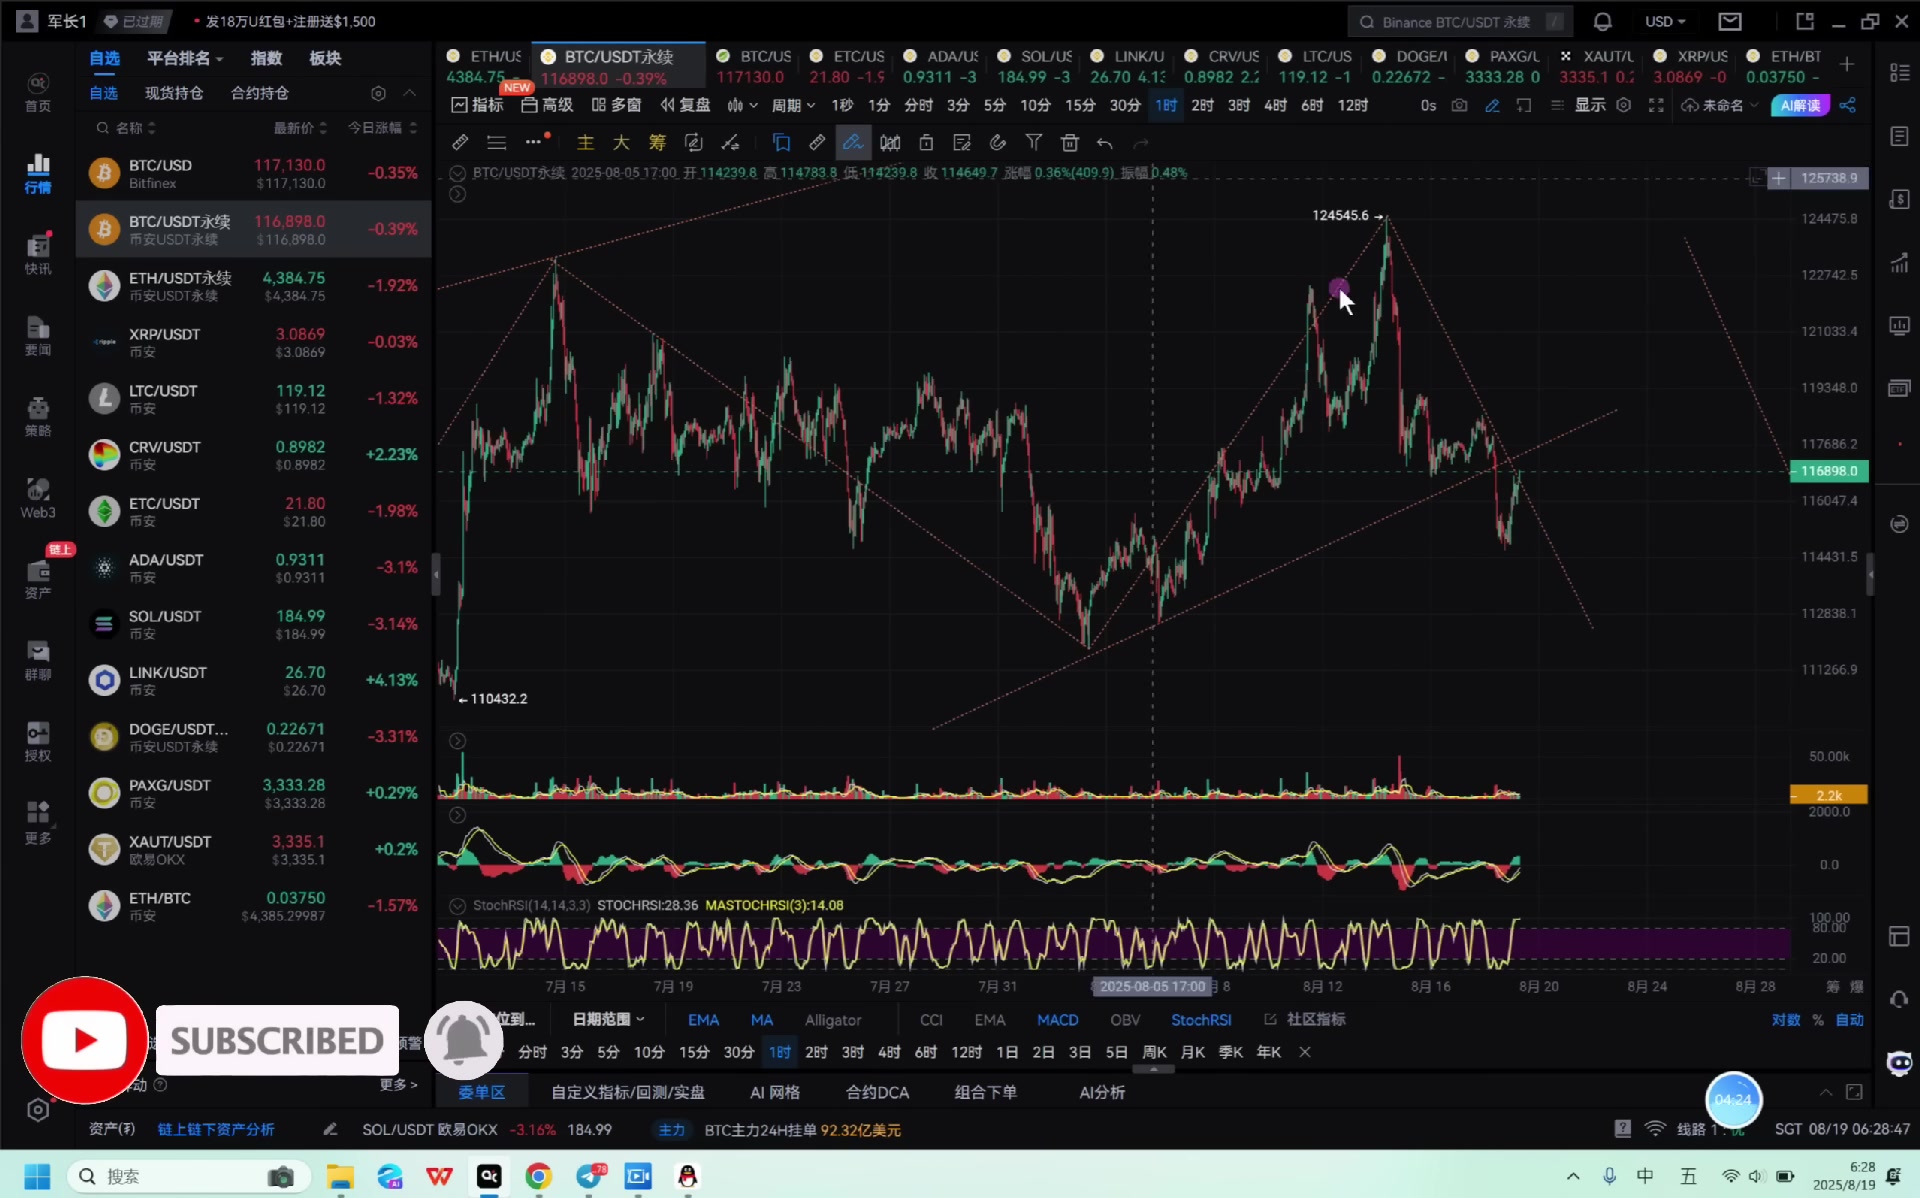 军长1 已过期 • 发18万U红包+注册送$1,500
Binance BTC/USDT 永续 / USD
自选 平台排名 指数 板块
自选 现货持仓 合约持仓
名称 最新价 今日涨幅
首页
行情
快讯
要闻
策略
Web3
链上
资产
群聊
授权
更多
BTC/USD 117,130.0 -0.35%
Bitfinex $117,130.0
BTC/USDT永续 116,898.0 -0.39%
币安USDT永续 $116,898.0
ETH/USDT永续 4,384.75 -1.92%
币安USDT永续 $4,384.75
XRP/USDT 3.0869 -0.03%
币安 $3.0869
LTC/USDT 119.12 -1.32%
币安 $119.12
CRV/USDT 0.8982 +2.23%
币安 $0.8982
ETC/USDT 21.80 -1.98%
币安 $21.80
ADA/USDT 0.9311 -3.1%
币安 $0.9311
SOL/USDT 184.99 -3.14%
币安 $184.99
LINK/USDT 26.70 +4.13%
币安 $26.70
DOGE/USDT... 0.22671 -3.31%
币安USDT永续 $0.22671
PAXG/USDT 3,333.28 +0.29%
币安 $3,333.28
XAUT/USDT 3,335.1 +0.2%
欧易OKX $3,335.1
ETH/BTC 0.03750 -1.57%
币安 $4,385.29987
ETH/US BTC/USDT永续 BTC/US ETC/US ADA/US SOL/US LINK/U CRV/US LTC/US DOGE/I PAXG/U XAUT/U XRP/US ETH/BT
4384.75 - 116898.0 -0.39% 117130.0 21.80 -1.9 0.9311 -3 184.99 -3 26.70 4.13 0.8982 2.2 119.12 -1 0.22672 - 3333.28 0 3335.1 0.2 3.0869 -0 0.03750 -
NEW
指标 高级 多窗 复盘 周期 1秒 1分 分时 3分 5分 10分 15分 30分 1时 2时 3时 4时 6时 12时 0s 显示 未命名 AI解读
主 大 筹
BTC/USDT永续 2025-08-05 17:00 开114239.8 高114783.8 低114239.8 收114649.7 涨幅0.36%(409.9) 振幅0.48%
125738.9
124545.6
124475.8
122742.5
121033.4
119348.0
117686.2
116898.0
116047.4
114431.5
112838.1
111266.9
110432.2
50.00k
2.2k
2000.0
0.0
StochRSI(14,14,3,3) STOCHRSI:28.36 MASTOCHRSI(3):14.08
100.00
80.00
20.00
7月15 7月19 7月23 7月27 7月31 2025-08-05 17:00 8 8月12 8月16 8月20 8月24 8月28 筹 爆
位到... 日期范围 EMA MA Alligator CCI EMA MACD OBV StochRSI 社区指标 对数 % 自动
SUBSCRIBED
预警
分时 3分 5分 10分 15分 30分 1时 2时 3时 4时 6时 12时 1日 2日 3日 5日 周K 月K 季K 年K
动 更多 >
委单区 自定义指标/回测/实盘 AI 网格 合约DCA 组合下单 AI分析
04:24
资产(₮) 链上链下资产分析 SOL/USDT 欧易OKX -3.16% 184.99 主力 BTC主力24H挂单 92.32亿美元 线路 1: 优 SGT 08/19 06:28:47
搜索 78 中 五 6:28
2025/8/19